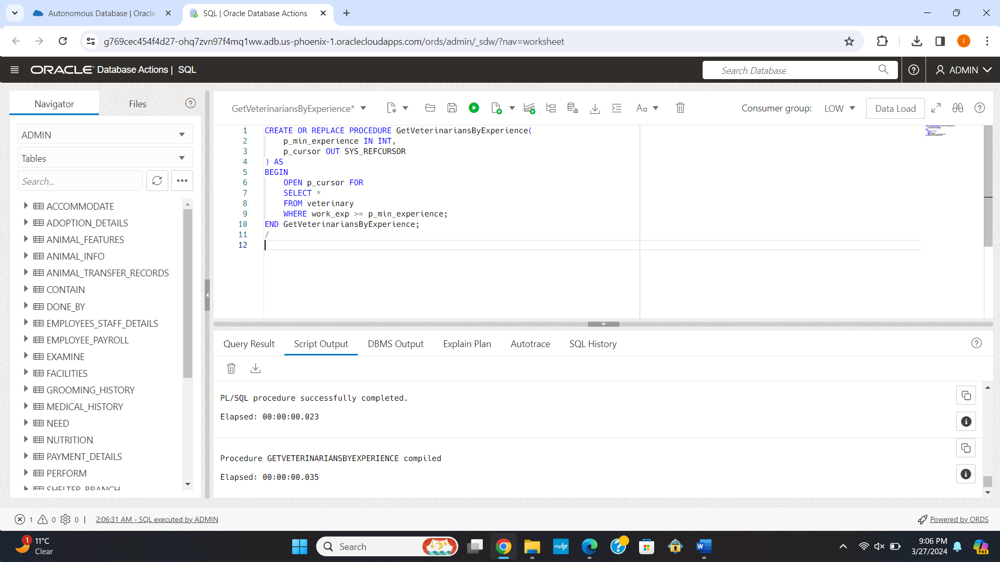 Autonomous Database | Oracle
SQL | Oracle Database Actions
g769cec454f4d27-ohq7zvn97f4mq1ww.adb.us-phoenix-1.oraclecloudapps.com/ords/admin/_sdw/?nav=worksheet
I
ORACLE Database Actions | SQL
Search Database
ADMIN
Navigator
Files
ADMIN
Tables
Search...
ACCOMMODATE
ADOPTION_DETAILS
ANIMAL_FEATURES
ANIMAL_INFO
ANIMAL_TRANSFER_RECORDS
CONTAIN
DONE_BY
EMPLOYEES_STAFF_DETAILS
EMPLOYEE_PAYROLL
EXAMINE
FACILITIES
GROOMING_HISTORY
MEDICAL_HISTORY
NEED
NUTRITION
PAYMENT_DETAILS
PERFORM
SHELTER_BRANCH
GetVeterinariansByExperience*
Aa
Consumer group: LOW
Data Load
1 CREATE OR REPLACE PROCEDURE GetVeterinariansByExperience(
2 p_min_experience IN INT,
3 p_cursor OUT SYS_REFCURSOR
4 ) AS
5 BEGIN
6 OPEN p_cursor FOR
7 SELECT *
8 FROM veterinary
9 WHERE work_exp >= p_min_experience;
10 END GetVeterinariansByExperience;
11 /
12
Query Result Script Output DBMS Output Explain Plan Autotrace SQL History
PL/SQL procedure successfully completed.
Elapsed: 00:00:00.023
Procedure GETVETERINARIANSBYEXPERIENCE compiled
Elapsed: 00:00:00.035
1 0 0 | 2:06:31 AM - SQL executed by ADMIN
Powered by ORDS
1
11°C
Clear
Search
myhp
W
PRE
9:06 PM
3/27/2024